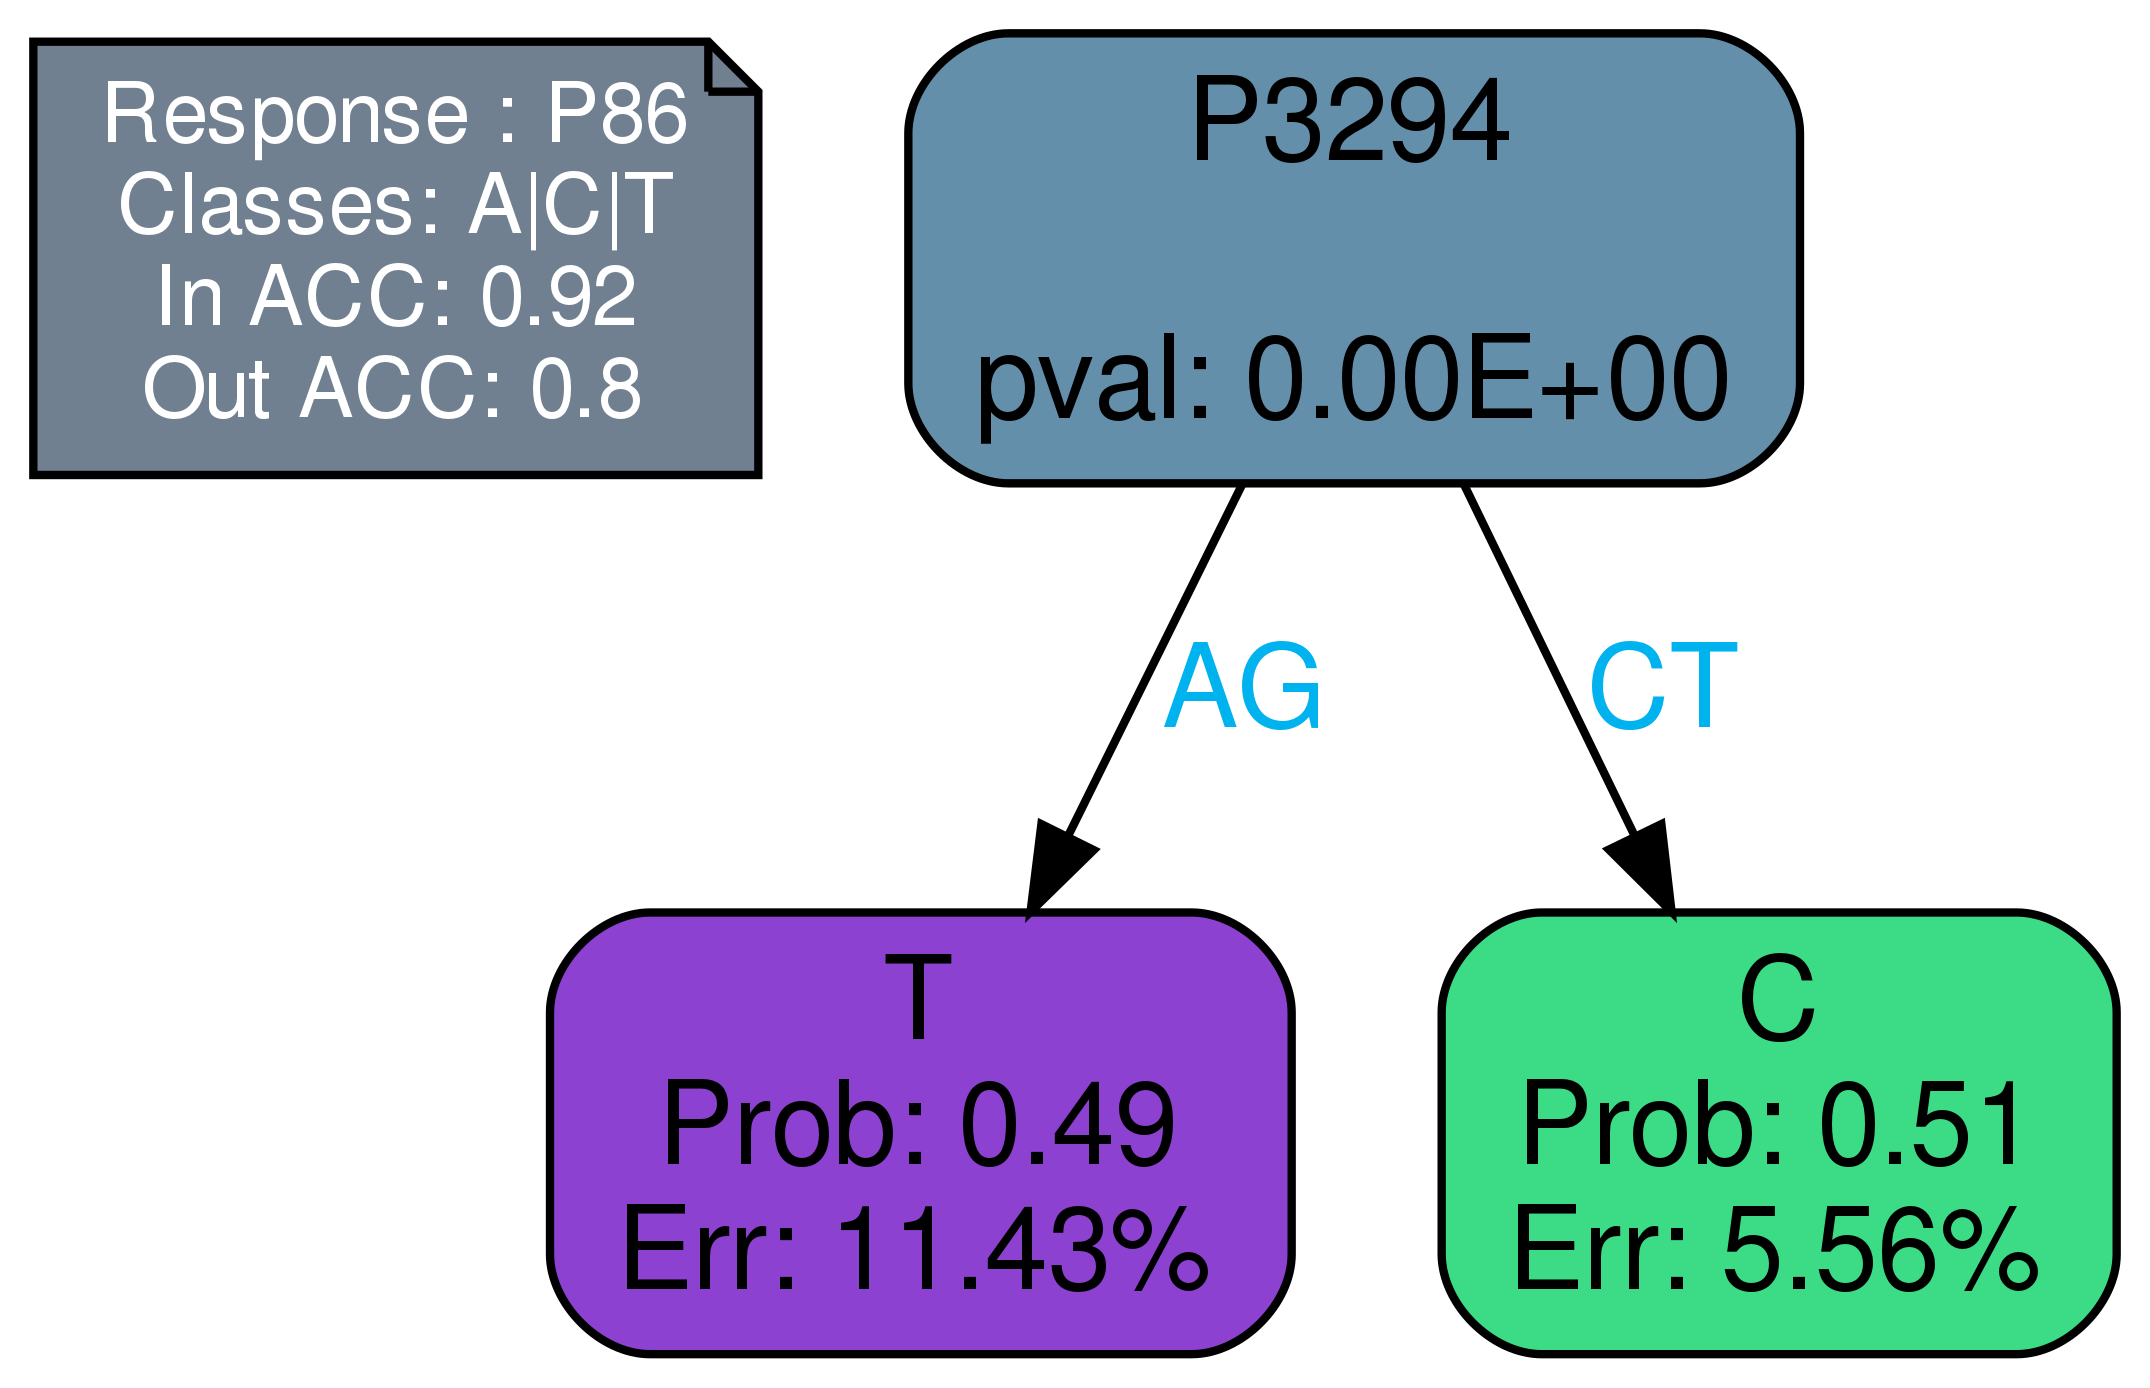 Response : P86
Classes: A|C|T
In ACC: 0.92
Out ACC: 0.8
P3294
pval: 0.00E+00
AG
CT
T
Prob: 0.49
Err: 11.43%
C
Prob: 0.51
Err: 5.56%